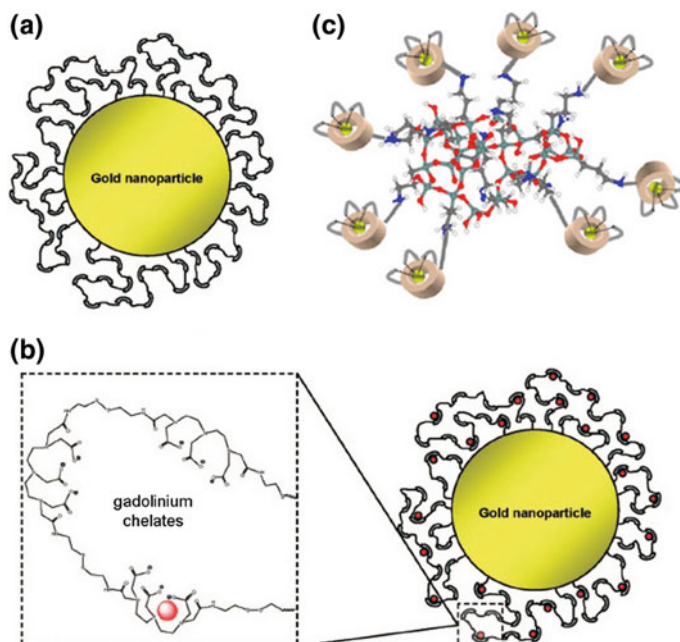 (a)
Gold nanoparticle
(c)
(b)
gadolinium
chelates
Gold nanoparticle